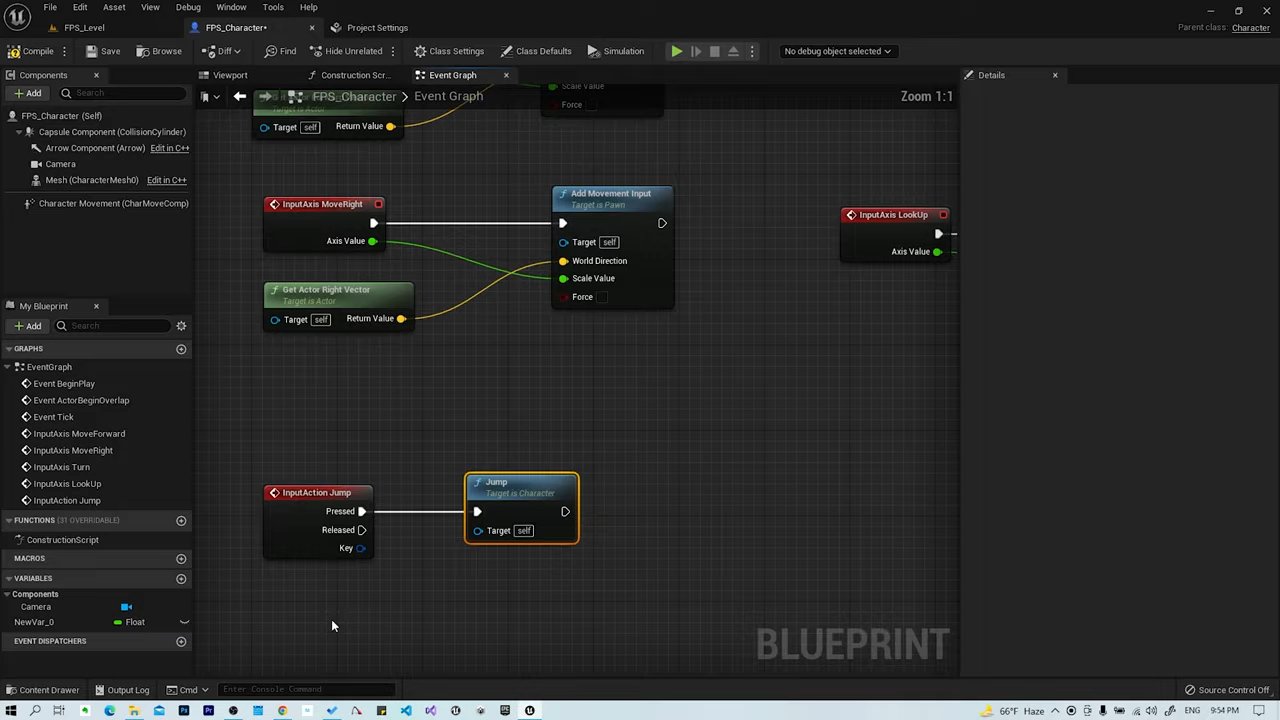 File Edit Asset View Debug Window Tools Help
FPS_Level FPS_Character• Project Settings
Parent class: Character
Compile Save Browse Diff Find Hide Unrelated Class Settings Class Defaults Simulation No debug object selected
Components
Viewport Construction Scr... Event Graph Details
+ Add Search
FPS_Character > Event Graph Zoom 1:1
FPS_Character (Self)
Capsule Component (CollisionCylinder)
Arrow Component (Arrow) Edit in C++
Camera
Mesh (CharacterMesh0) Edit in C++
Character Movement (CharMoveComp)
Target is Actor
Target self Return Value
Scale Value
Force
InputAxis MoveRight
Axis Value
Get Actor Right Vector
Target is Actor
Target self Return Value
Add Movement Input
Target is Pawn
Target self
World Direction
Scale Value
Force
InputAxis LookUp
Axis Value
My Blueprint
+ Add Search
GRAPHS
EventGraph
Event BeginPlay
Event ActorBeginOverlap
Event Tick
InputAxis MoveForward
InputAxis MoveRight
InputAxis Turn
InputAxis LookUp
InputAction Jump
FUNCTIONS (31 OVERRIDABLE)
ConstructionScript
MACROS
VARIABLES
Components
Camera
NewVar_0 Float
EVENT DISPATCHERS
InputAction Jump
Pressed
Released
Key
Jump
Target is Character
Target self
BLUEPRINT
Content Drawer Output Log Cmd Enter Console Command Source Control Off
66°F Haze 9:54 PM